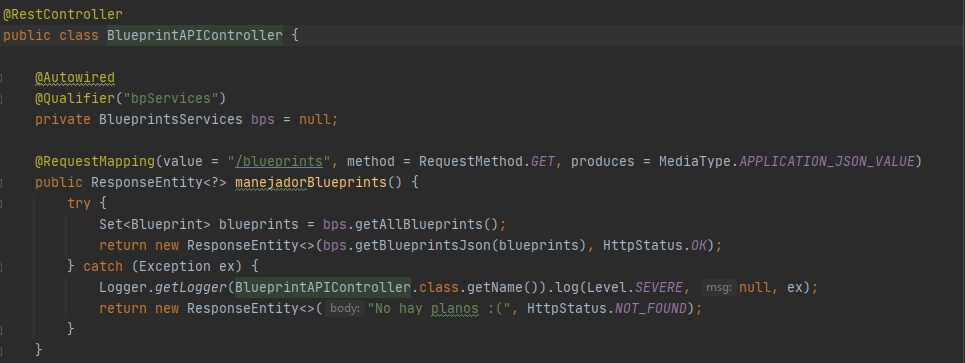 @RestController
public class BlueprintAPIController {
@Autowired
@Qualifier("bpServices")
private BlueprintsServices bps = null;
@RequestMapping(value = "/blueprints", method = RequestMethod.GET, produces = MediaType.APPLICATION_JSON_VALUE)
public ResponseEntity<?> manejadorBlueprints() {
try {
Set<Blueprint> blueprints = bps.getAllBlueprints();
return new ResponseEntity<>(bps.getBlueprintsJson(blueprints), HttpStatus.OK);
} catch (Exception ex) {
Logger.getLogger(BlueprintAPIController.class.getName()).log(Level.SEVERE, msg: null, ex);
return new ResponseEntity<>( body: "No hay planos :(", HttpStatus.NOT_FOUND);
}
}